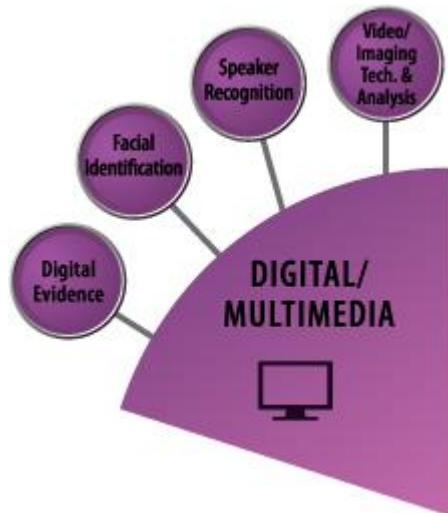 Video/
Imaging
Tech. &
Analysis
Speaker
Recognition
Facial
Identification
Digital
Evidence
DIGITAL/
MULTIMEDIA